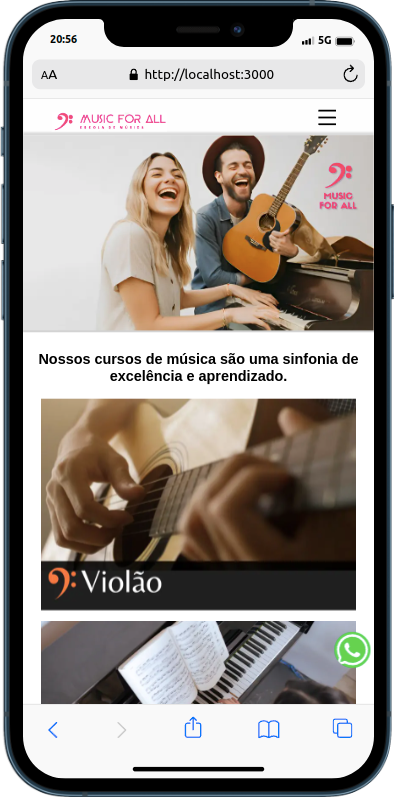 20:56
5G
AA
http://localhost:3000
MUSIC FOR ALL
ESCOLA DE MÚSICA
MUSIC
FOR ALL
Nossos cursos de música são uma sinfonia de
excelência e aprendizado.
Violão